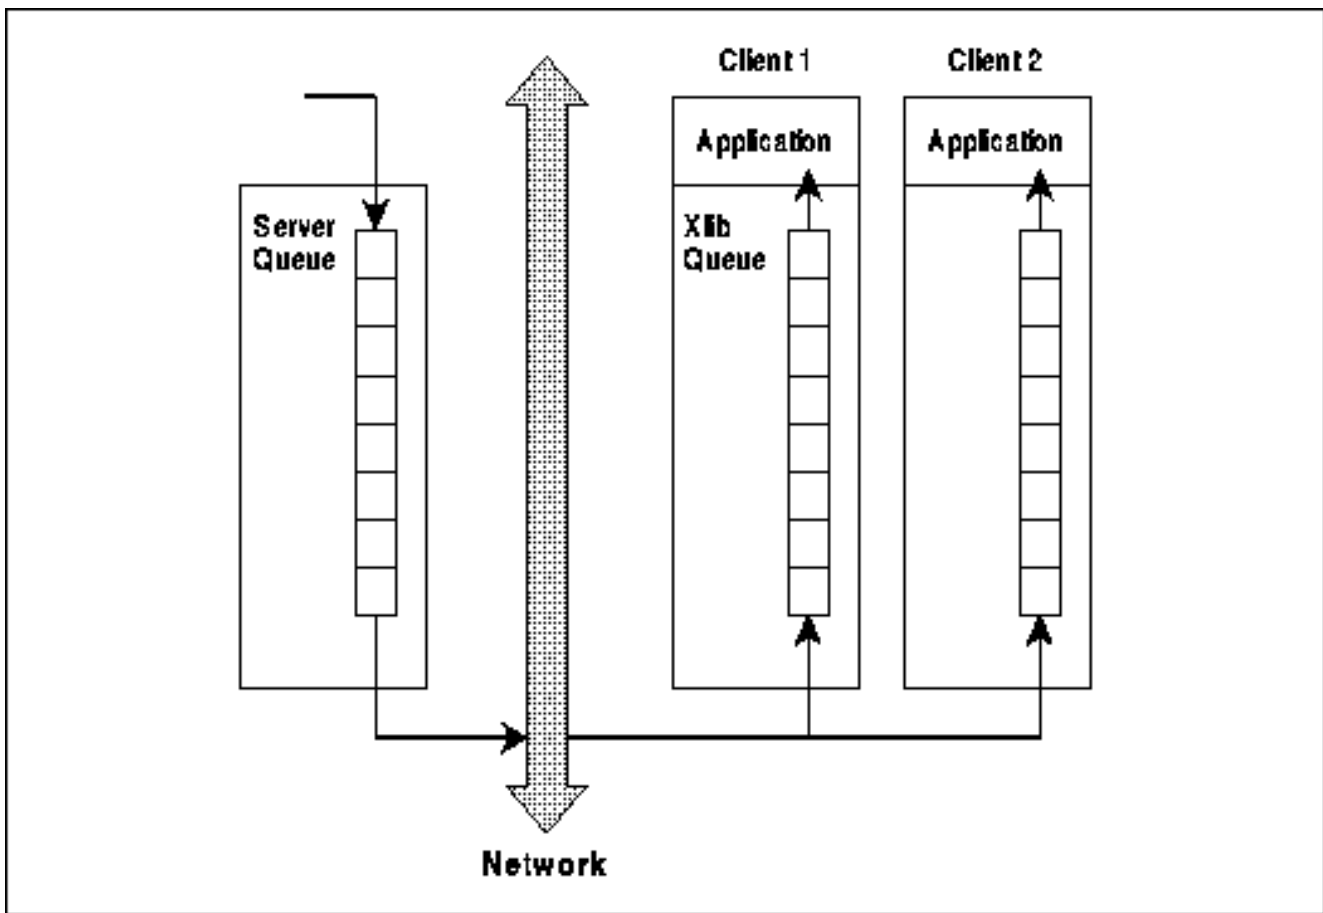 Client 1
Client 2
Application
Application
Server
Queue
Xlib
Queue
Network